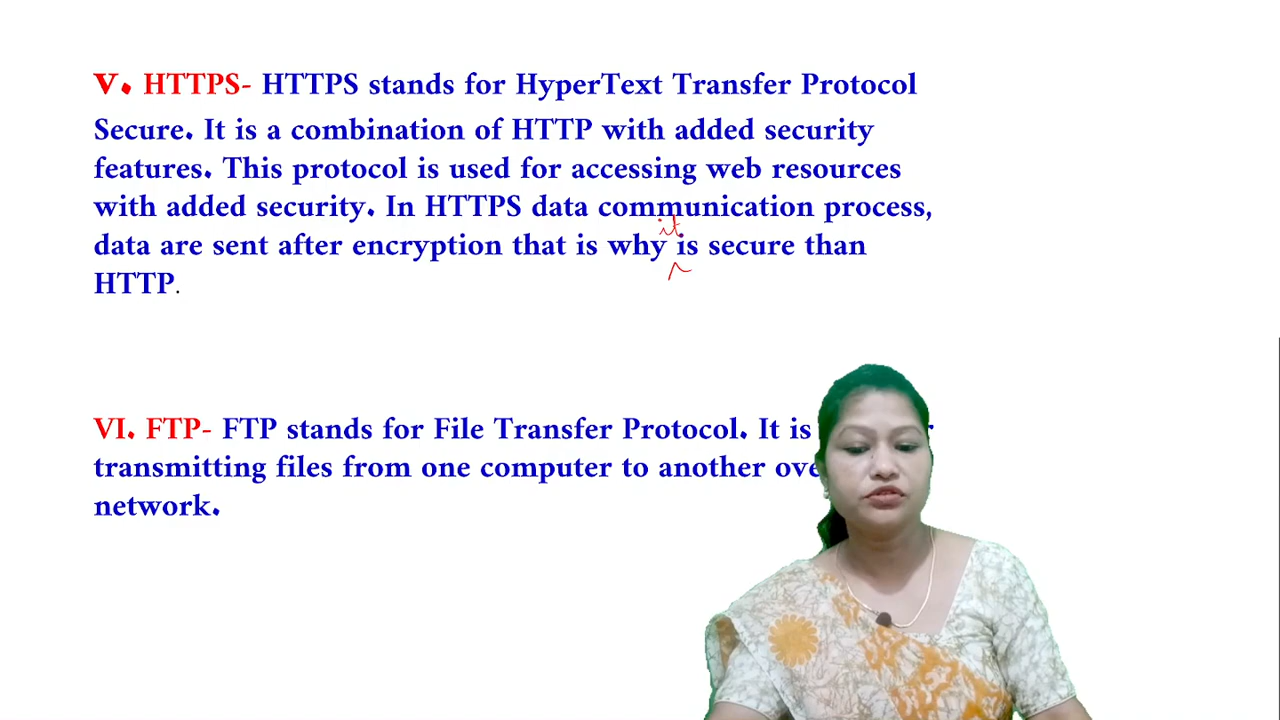 V. HTTPS- HTTPS stands for HyperText Transfer Protocol
Secure. It is a combination of HTTP with added security
features. This protocol is used for accessing web resources
with added security. In HTTPS data communication process,
data are sent after encryption that is why it is secure than
HTTP.
VI. FTP- FTP stands for File Transfer Protocol. It is
transmitting files from one computer to another
network.